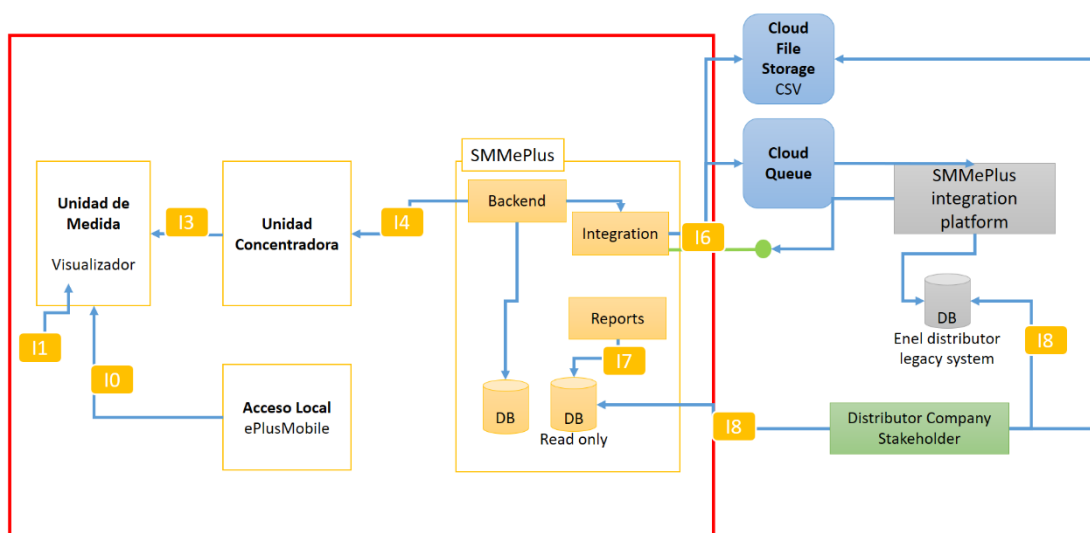 Cloud
File
Storage
CSV
SMMePlus
Cloud
Queue
Unidad de
Medida
Visualizador
I3
Unidad
Concentradora
I4
Backend
Integration
I6
SMMePlus
integration
platform
I1
I0
Reports
I7
DB
Enel distributor
legacy system
I8
Acceso Local
ePlusMobile
DB
DB
Read only
I8
Distributor Company
Stakeholder